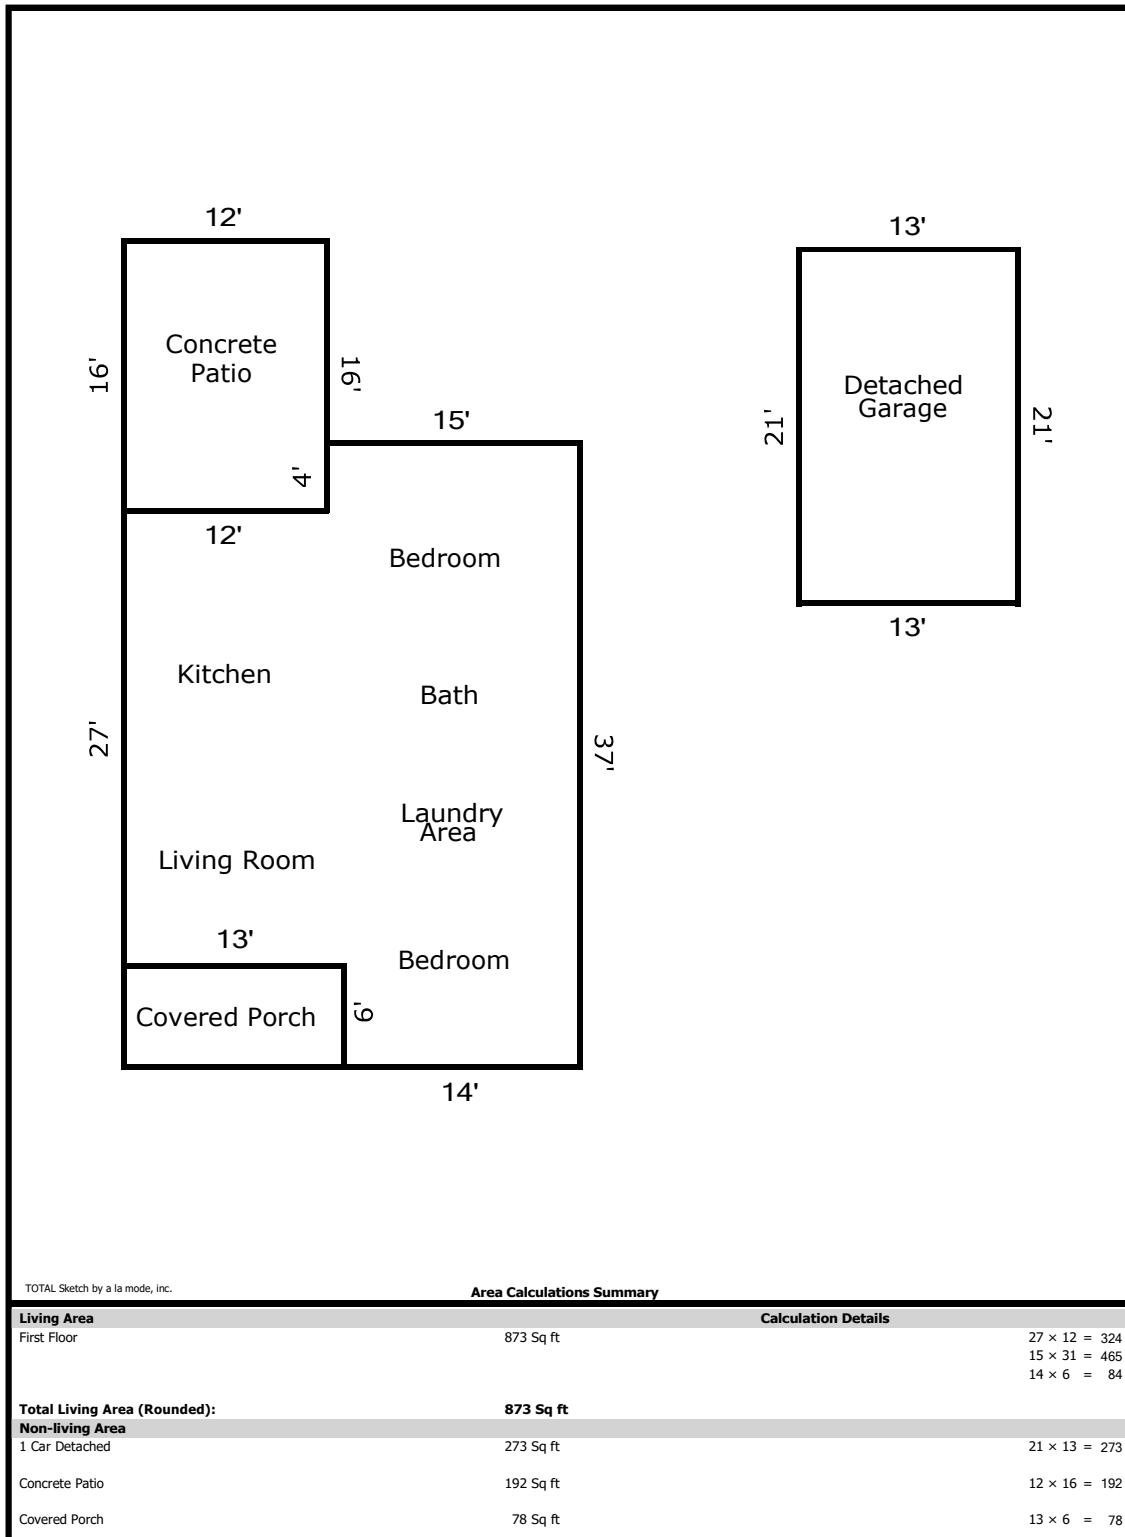 12'
13'
Concrete
Patio
16'
16'
Detached
Garage
21'
21'
15'
4'
12'
Bedroom
13'
Kitchen
Bath
27'
37'
Laundry
Area
Living Room
13'
Bedroom
Covered Porch
6'
14'
TOTAL Sketch by a la mode, inc.
Area Calculations Summary
Living Area Calculation Details
First Floor 873 Sq ft 27 × 12 = 324
15 × 31 = 465
14 × 6 = 84
Total Living Area (Rounded): 873 Sq ft
Non-living Area
1 Car Detached 273 Sq ft 21 × 13 = 273
Concrete Patio 192 Sq ft 12 × 16 = 192
Covered Porch 78 Sq ft 13 × 6 = 78